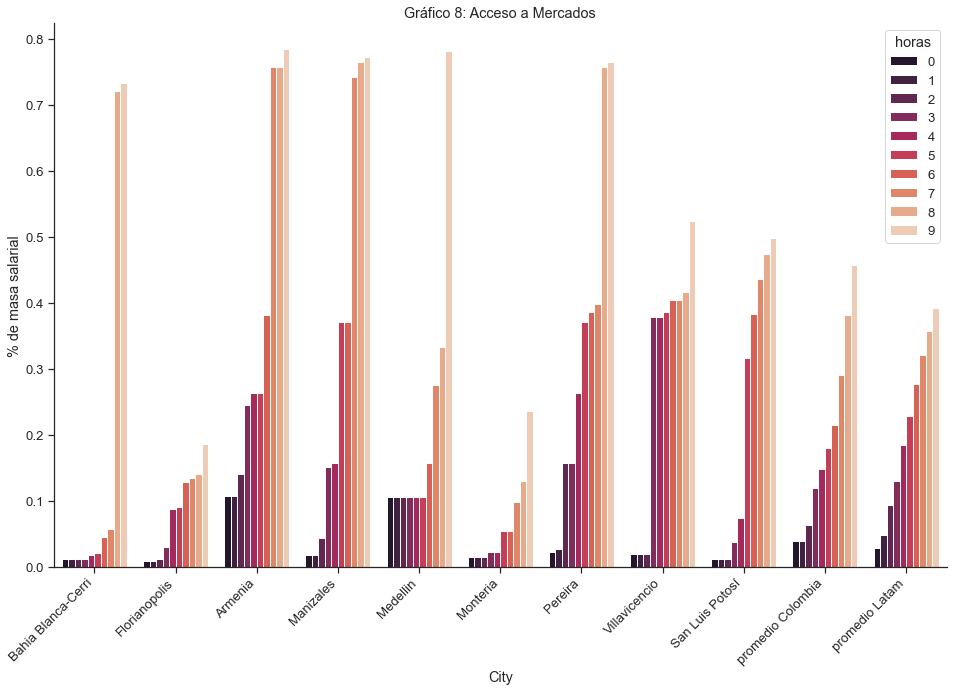 Gráfico 8: Acceso a Mercados
% de masa salarial
0.8
0.7
0.6
0.5
0.4
0.3
0.2
0.1
0.0
horas
0
1
2
3
4
5
6
7
8
9
Bahia Blanca-Cerri
Florianopolis
Armenia
Manizales
Medellin
Monteria
Pereira
Villavicencio
San Luis Potosí
promedio Colombia
promedio Latam
City